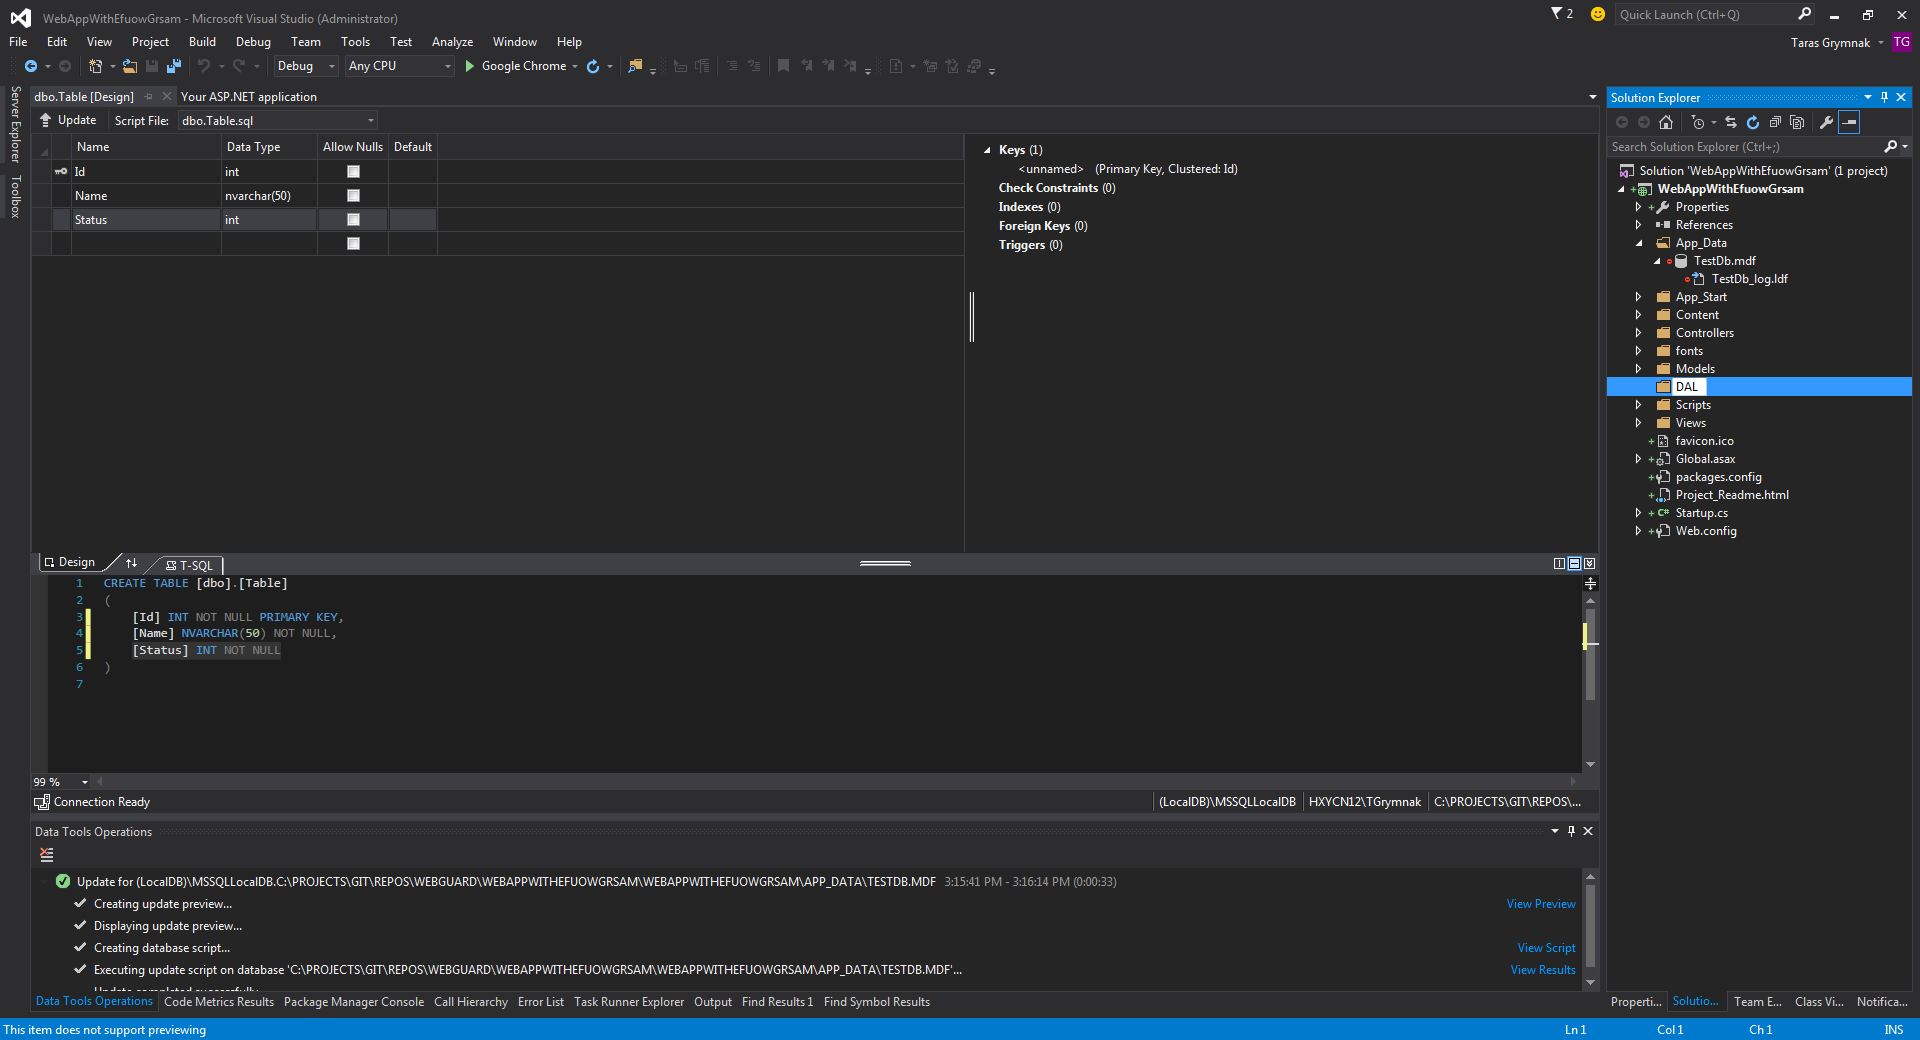 WebAppWithEfuowGrsam - Microsoft Visual Studio (Administrator)
2
Quick Launch (Ctrl+Q)
File Edit View Project Build Debug Team Tools Test Analyze Window Help
Taras Grymnak
TG
Debug
Any CPU
Google Chrome
Server Explorer
Toolbox
dbo.Table [Design]
Your ASP.NET application
Update
Script File:
dbo.Table.sql
Name Data Type Allow Nulls Default
Id int
Name nvarchar(50)
Status int
Keys (1)
<unnamed> (Primary Key, Clustered: Id)
Check Constraints (0)
Indexes (0)
Foreign Keys (0)
Triggers (0)
Design
T-SQL
1 CREATE TABLE [dbo].[Table]
2 (
3 [Id] INT NOT NULL PRIMARY KEY,
4 [Name] NVARCHAR(50) NOT NULL,
5 [Status] INT NOT NULL
6 )
7
99 %
Connection Ready
(LocalDB)\MSSQLLocalDB
HXYCN12\TGrymnak
C:\PROJECTS\GIT\REPOS\...
Data Tools Operations
Update for (LocalDB)\MSSQLLocalDB.C:\PROJECTS\GIT\REPOS\WEBGUARD\WEBAPPWITHEFUOWGRSAM\WEBAPPWITHEFUOWGRSAM\APP_DATA\TESTDB.MDF 3:15:41 PM - 3:16:14 PM (0:00:33)
Creating update preview... View Preview
Displaying update preview...
Creating database script... View Script
Executing update script on database 'C:\PROJECTS\GIT\REPOS\WEBGUARD\WEBAPPWITHEFUOWGRSAM\WEBAPPWITHEFUOWGRSAM\APP_DATA\TESTDB.MDF'... View Results
Update completed successfully
Data Tools Operations Code Metrics Results Package Manager Console Call Hierarchy Error List Task Runner Explorer Output Find Results 1 Find Symbol Results
Solution Explorer
Search Solution Explorer (Ctrl+;)
Solution 'WebAppWithEfuowGrsam' (1 project)
WebAppWithEfuowGrsam
Properties
References
App_Data
TestDb.mdf
TestDb_log.ldf
App_Start
Content
Controllers
fonts
Models
DAL
Scripts
Views
favicon.ico
Global.asax
packages.config
Project_Readme.html
C# Startup.cs
Web.config
Properti... Solutio... Team E... Class Vi... Notifica...
This item does not support previewing
Ln 1 Col 1 Ch 1 INS